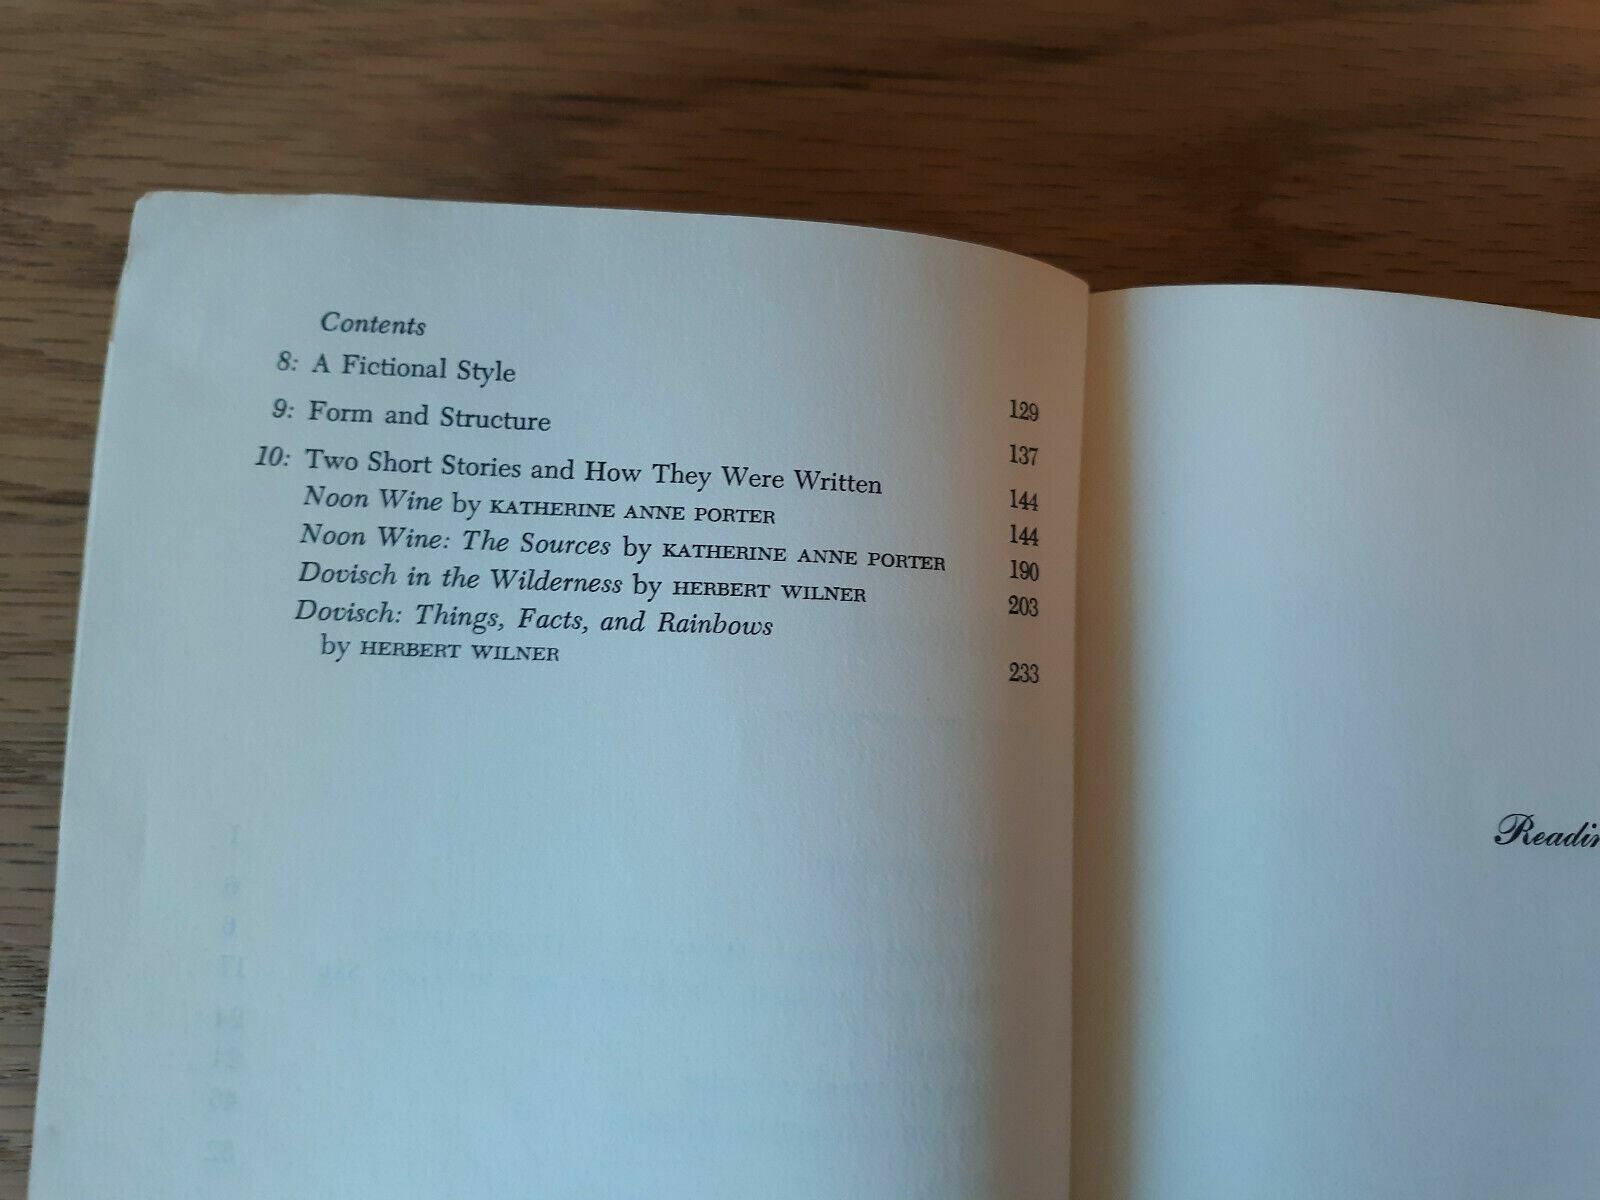 Contents
8: A Fictional Style 129
9: Form and Structure 137
10: Two Short Stories and How They Were Written 144
Noon Wine by KATHERINE ANNE PORTER 144
Noon Wine: The Sources by KATHERINE ANNE PORTER 190
Dovisch in the Wilderness by HERBERT WILNER 203
Dovisch: Things, Facts, and Rainbows
by HERBERT WILNER 233